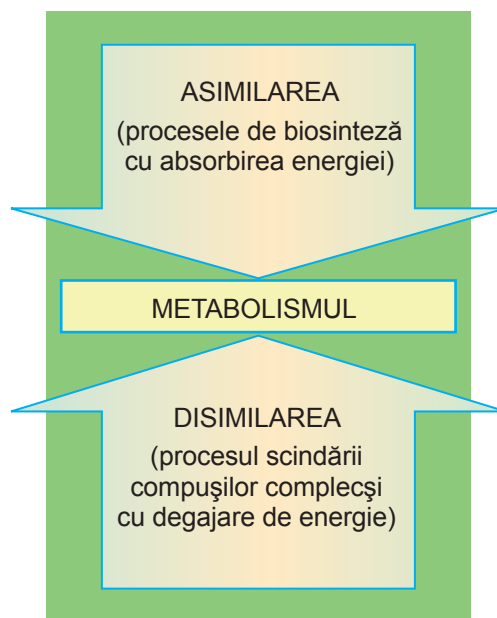 ASIMILAREA
(procesele de biosinteză
cu absorbirea energiei)
METABOLISMUL
DISIMILAREA
(procesul scindării
compuşilor complecşi
cu degajare de energie)